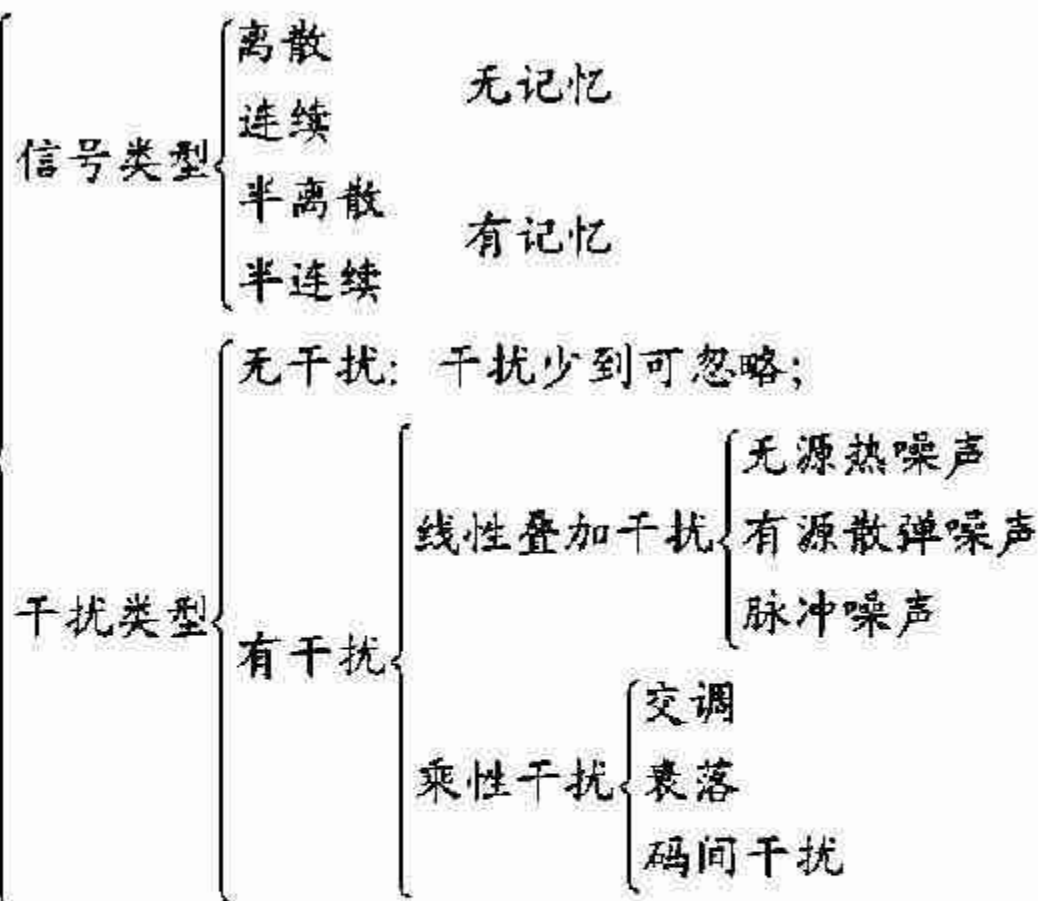 离散
无记忆
连续
信号类型
半离散
有记忆
半连续
无干扰：干扰少到可忽略；
无源热噪声
线性叠加干扰
有源散弹噪声
脉冲噪声
干扰类型
有干扰
交调
乘性干扰
衰落
码间干扰